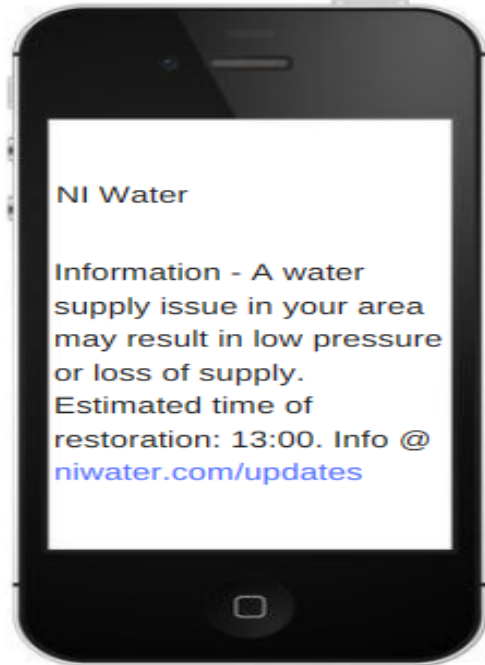 NI Water
Information - A water
supply issue in your area
may result in low pressure
or loss of supply.
Estimated time of
restoration: 13:00. Info @
niwater.com/updates